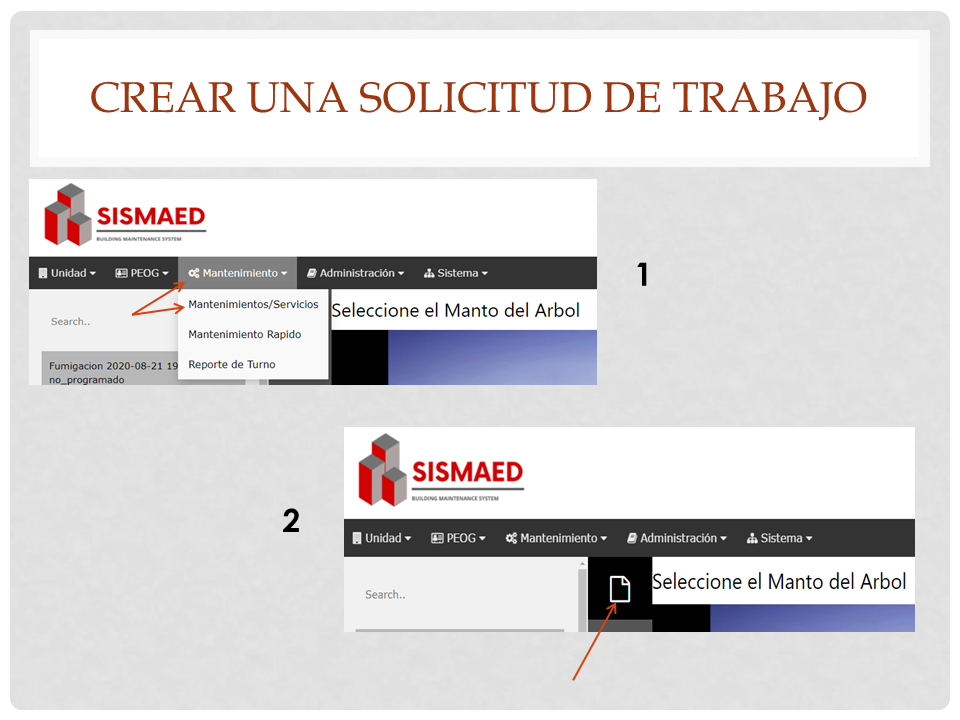 CREAR UNA SOLICITUD DE TRABAJO
SISMAED
BUILDING MAINTENANCE SYSTEM
Unidad PEOG Mantenimiento Administración Sistema
1
Mantenimientos/Servicios
Seleccione el Manto del Arbol
Search..
Mantenimiento Rapido
Reporte de Turno
Fumigacion 2020-08-21 19
no_programado
SISMAED
BUILDING MAINTENANCE SYSTEM
2
Unidad PEOG Mantenimiento Administración Sistema
Seleccione el Manto del Arbol
Search..